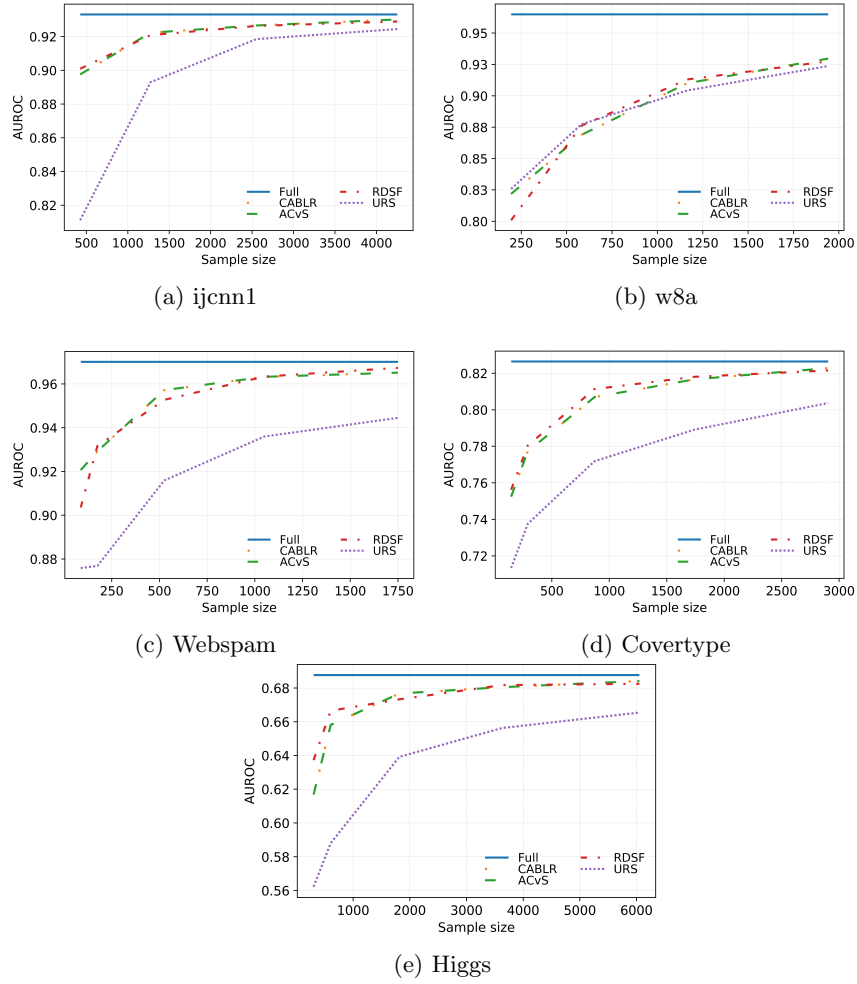 0.92
0.90
0.88
0.86
0.84
0.82
AUROC
500 1000 1500 2000 2500 3000 3500 4000
Sample size
Full
CABLR
ACvS
RDSF
URS
(a) ijcnn1
0.95
0.93
0.90
0.88
0.85
0.83
0.80
AUROC
250 500 750 1000 1250 1500 1750 2000
Sample size
Full
CABLR
ACvS
RDSF
URS
(b) w8a
0.96
0.94
0.92
0.90
0.88
AUROC
250 500 750 1000 1250 1500 1750
Sample size
Full
CABLR
ACvS
RDSF
URS
(c) Webspam
0.82
0.80
0.78
0.76
0.74
0.72
AUROC
500 1000 1500 2000 2500 3000
Sample size
Full
CABLR
ACvS
RDSF
URS
(d) Covertype
0.68
0.66
0.64
0.62
0.60
0.58
0.56
AUROC
1000 2000 3000 4000 5000 6000
Sample size
Full
CABLR
ACvS
RDSF
URS
(e) Higgs